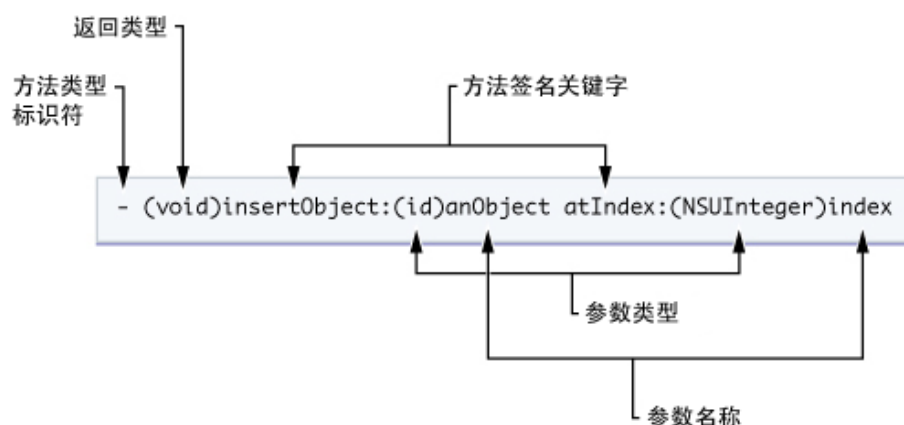 返回类型
方法类型
标识符
方法签名关键字
- (void)insertObject:(id)anObject atIndex:(NSUInteger)index
参数类型
参数名称